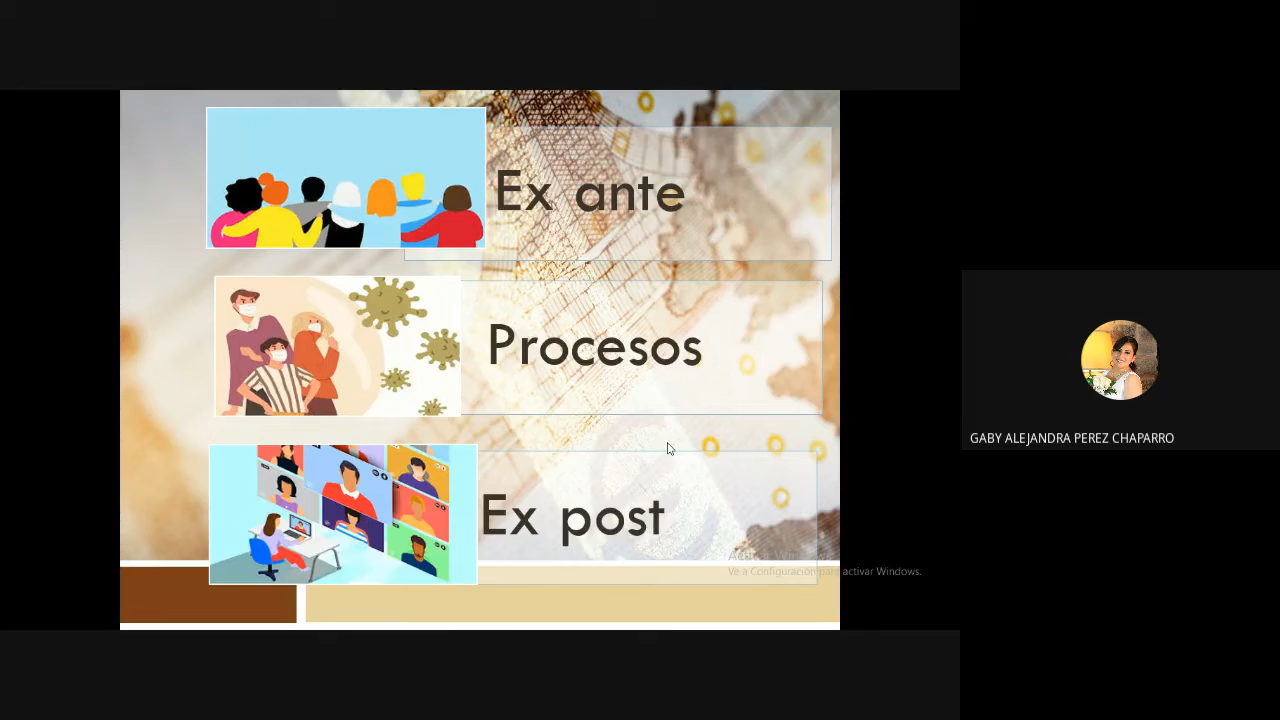 Ex ante
Procesos
Ex post
Ve a Configuración para activar Windows.
GABY ALEJANDRA PEREZ CHAPARRO